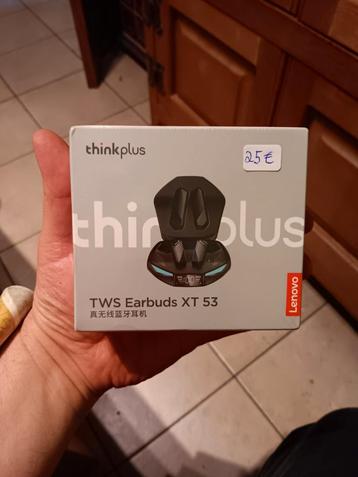 thinkplus
25€
thinkplus
TWS Earbuds XT 53
真无线蓝牙耳机
Lenovo